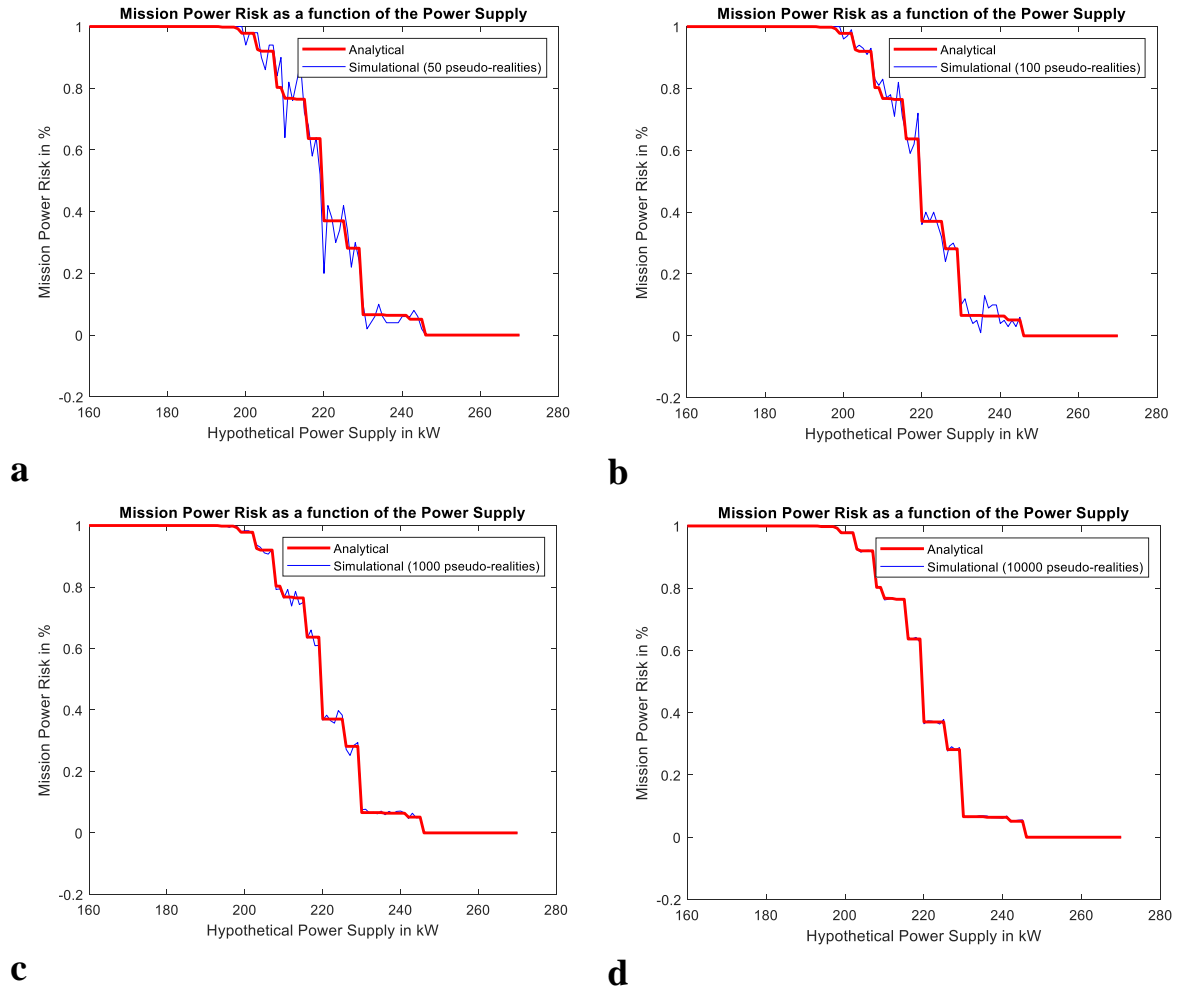 Mission Power Risk as a function of the Power Supply
1
0.8
0.6
0.4
0.2
0
-0.2
Mission Power Risk in %
Analytical
Simulational (50 pseudo-realities)
160 180 200 220 240 260 280
Hypothetical Power Supply in kW
a
Mission Power Risk as a function of the Power Supply
1
0.8
0.6
0.4
0.2
0
-0.2
Mission Power Risk in %
Analytical
Simulational (100 pseudo-realities)
160 180 200 220 240 260 280
Hypothetical Power Supply in kW
b
Mission Power Risk as a function of the Power Supply
1
0.8
0.6
0.4
0.2
0
-0.2
Mission Power Risk in %
Analytical
Simulational (1000 pseudo-realities)
160 180 200 220 240 260 280
Hypothetical Power Supply in kW
c
Mission Power Risk as a function of the Power Supply
1
0.8
0.6
0.4
0.2
0
-0.2
Mission Power Risk in %
Analytical
Simulational (10000 pseudo-realities)
160 180 200 220 240 260 280
Hypothetical Power Supply in kW
d